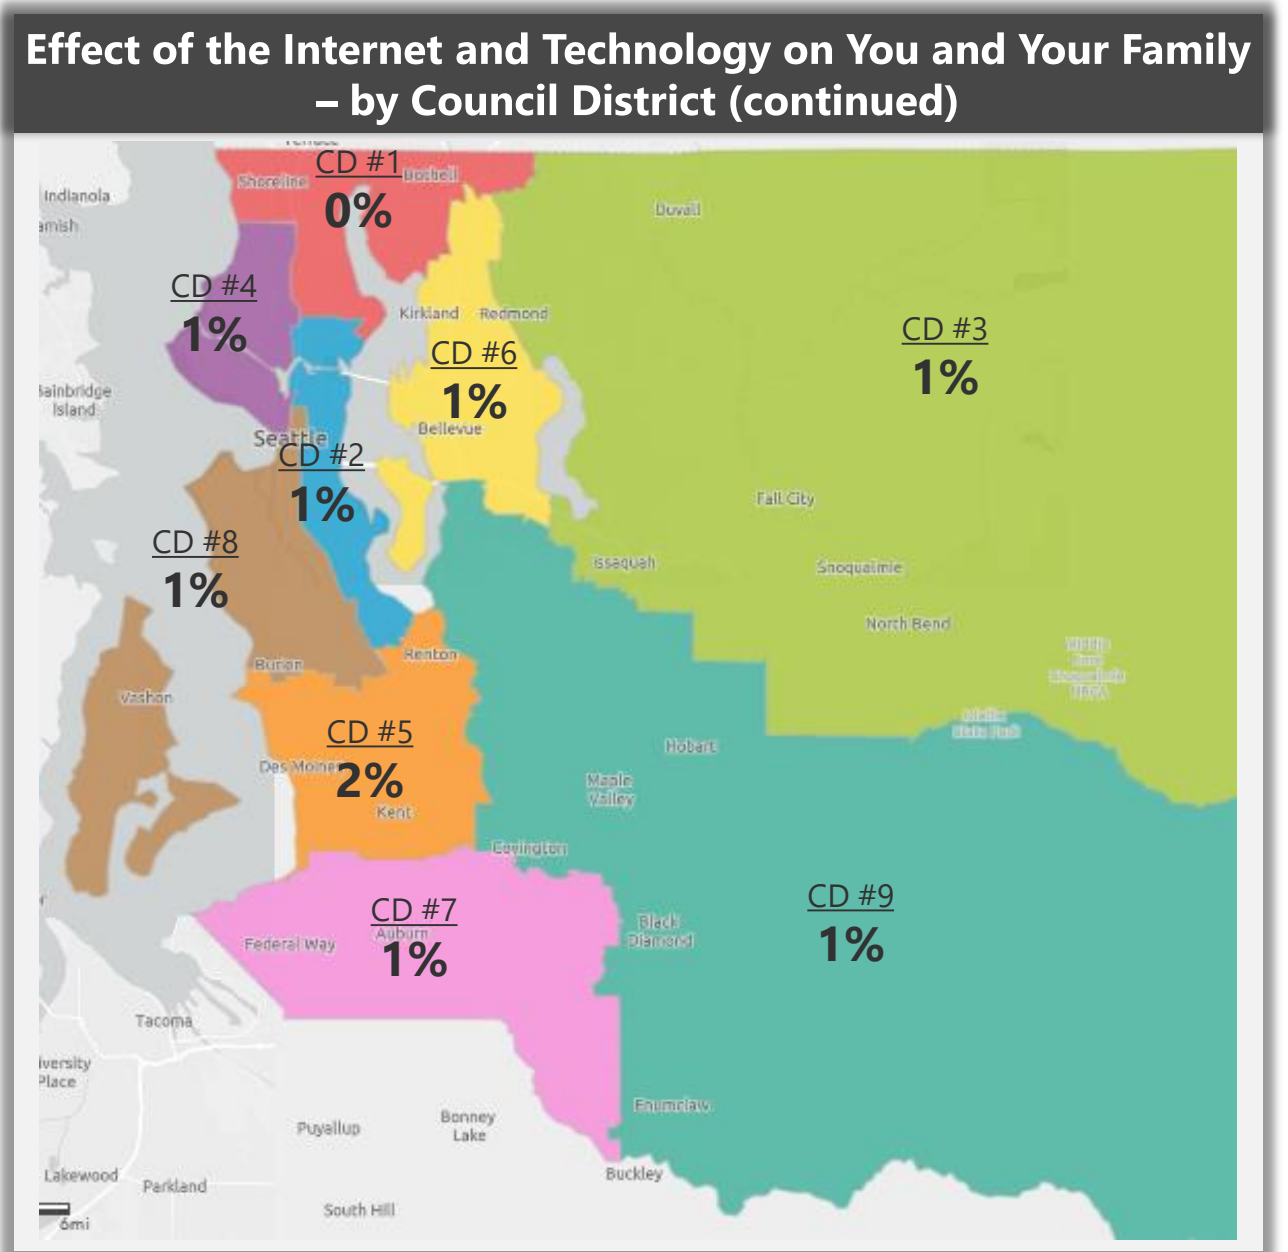 Effect of the Internet and Technology on You and Your Family
– by Council District (continued)
CD #1
Shoreline
Bothell
0%
Indianola
Duvall
CD #4
1%
Kirkland
Redmond
CD #3
1%
CD #6
1%
Bainbridge
Island
Bellevue
Seattle
CD #2
1%
Fall City
CD #8
1%
Issaquah
Snoqualmie
North Bend
Renton
Burien
Vashon
CD #5
2%
Des Moines
Kent
Hobart
Maple
Valley
Covington
CD #9
1%
CD #7
Auburn
1%
Federal Way
Black
Diamond
Tacoma
versity
Place
Enumclaw
Puyallup
Bonney
Lake
Buckley
Lakewood
Parkland
South Hill
6mi